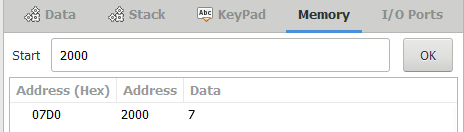 Data Stack Abc KeyPad Memory I/O Ports
Start 2000 OK
Address (Hex) Address Data
07D0 2000 7